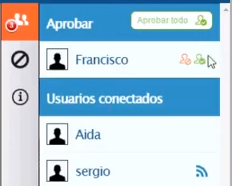 Aprobar
Aprobar todo
Francisco
Usuarios conectados
Aida
sergio